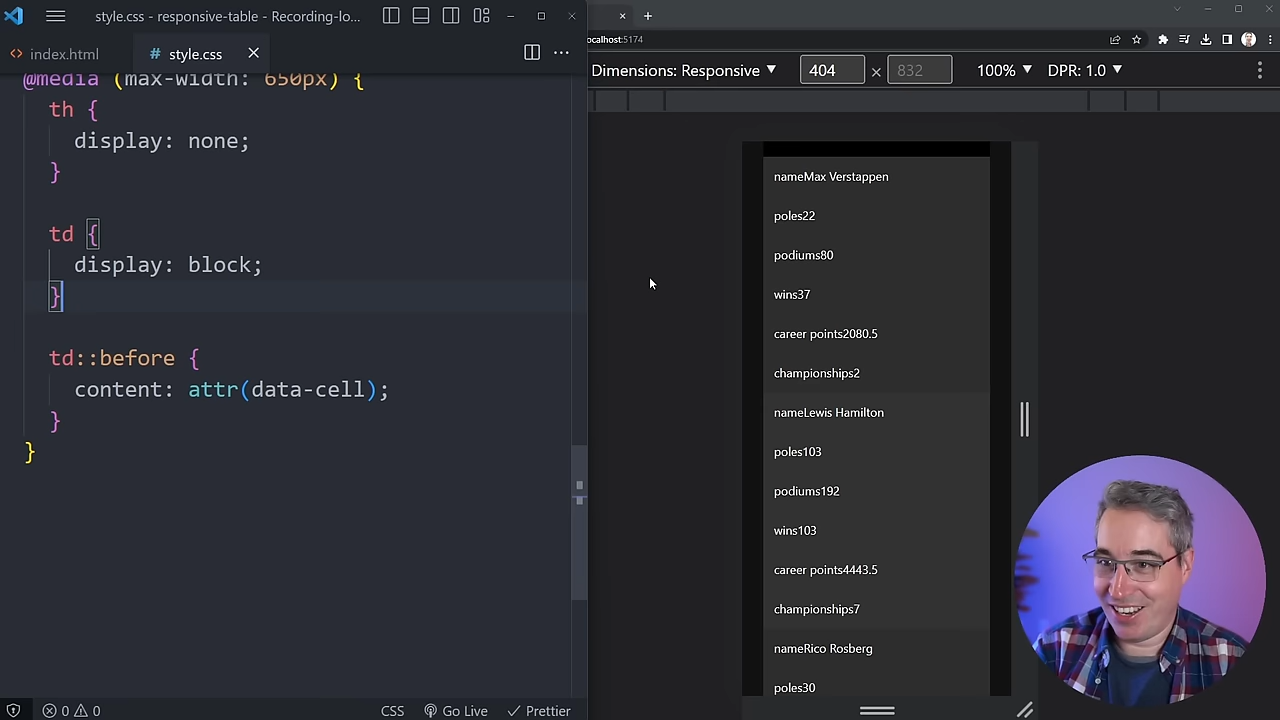 style.css - responsive-table - Recording-lo...
index.html
# style.css
@media (max-width: 650px) {
th {
display: none;
}
td {
display: block;
}
td::before {
content: attr(data-cell);
}
}
0 0
CSS
Go Live
Prettier
ocalhost:5174
Dimensions: Responsive
404 × 832
100%
DPR: 1.0
nameMax Verstappen
poles22
podiums80
wins37
career points2080.5
championships2
nameLewis Hamilton
poles103
podiums192
wins103
career points4443.5
championships7
nameRico Rosberg
poles30